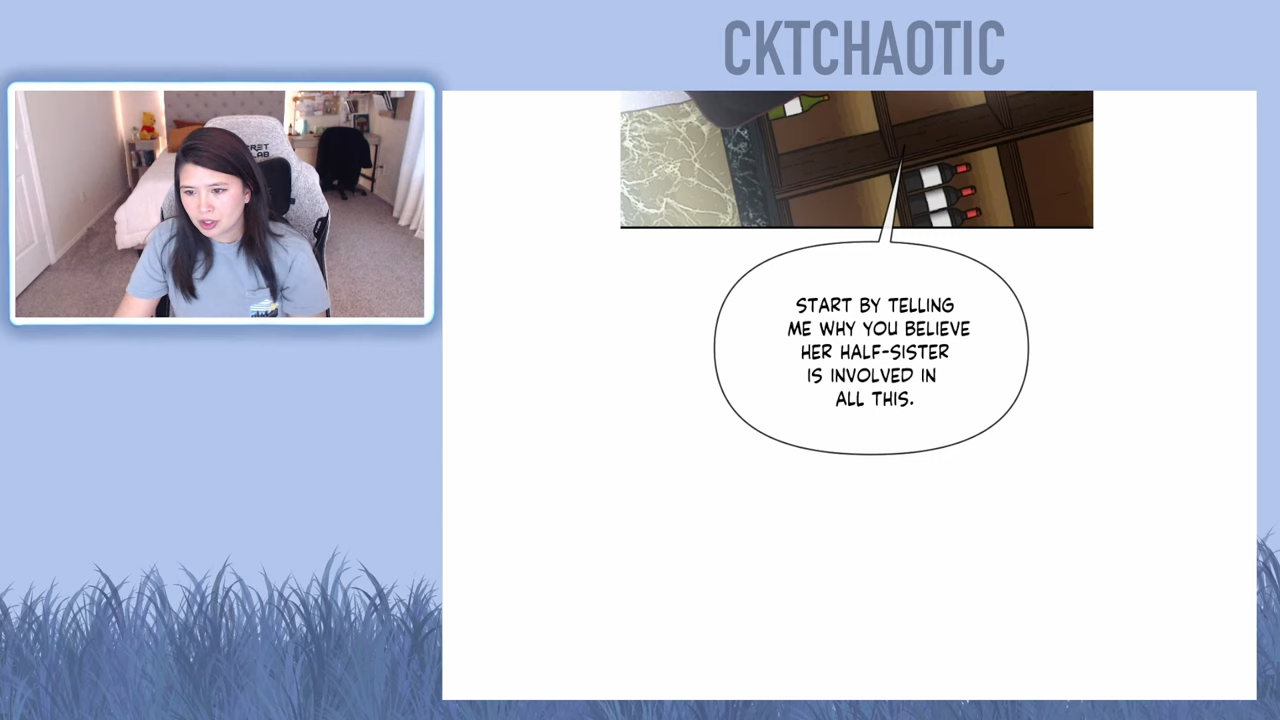 CKTCHAOTIC
START BY TELLING
ME WHY YOU BELIEVE
HER HALF-SISTER
IS INVOLVED IN
ALL THIS.